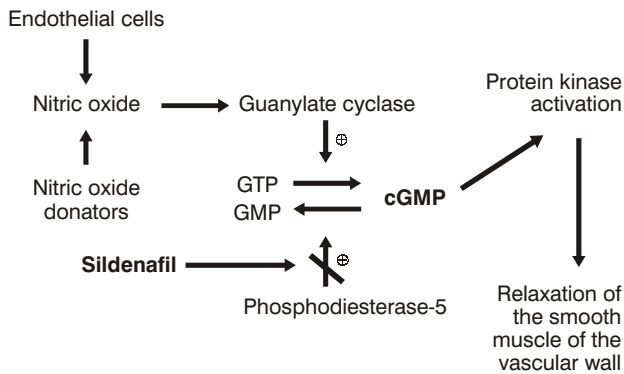 Endothelial cells
Nitric oxide
Guanylate cyclase
Protein kinase
activation
⊕
Nitric oxide
donators
GTP
GMP
cGMP
Sildenafil
⊕
Phosphodiesterase-5
Relaxation of
the smooth
muscle of the
vascular wall